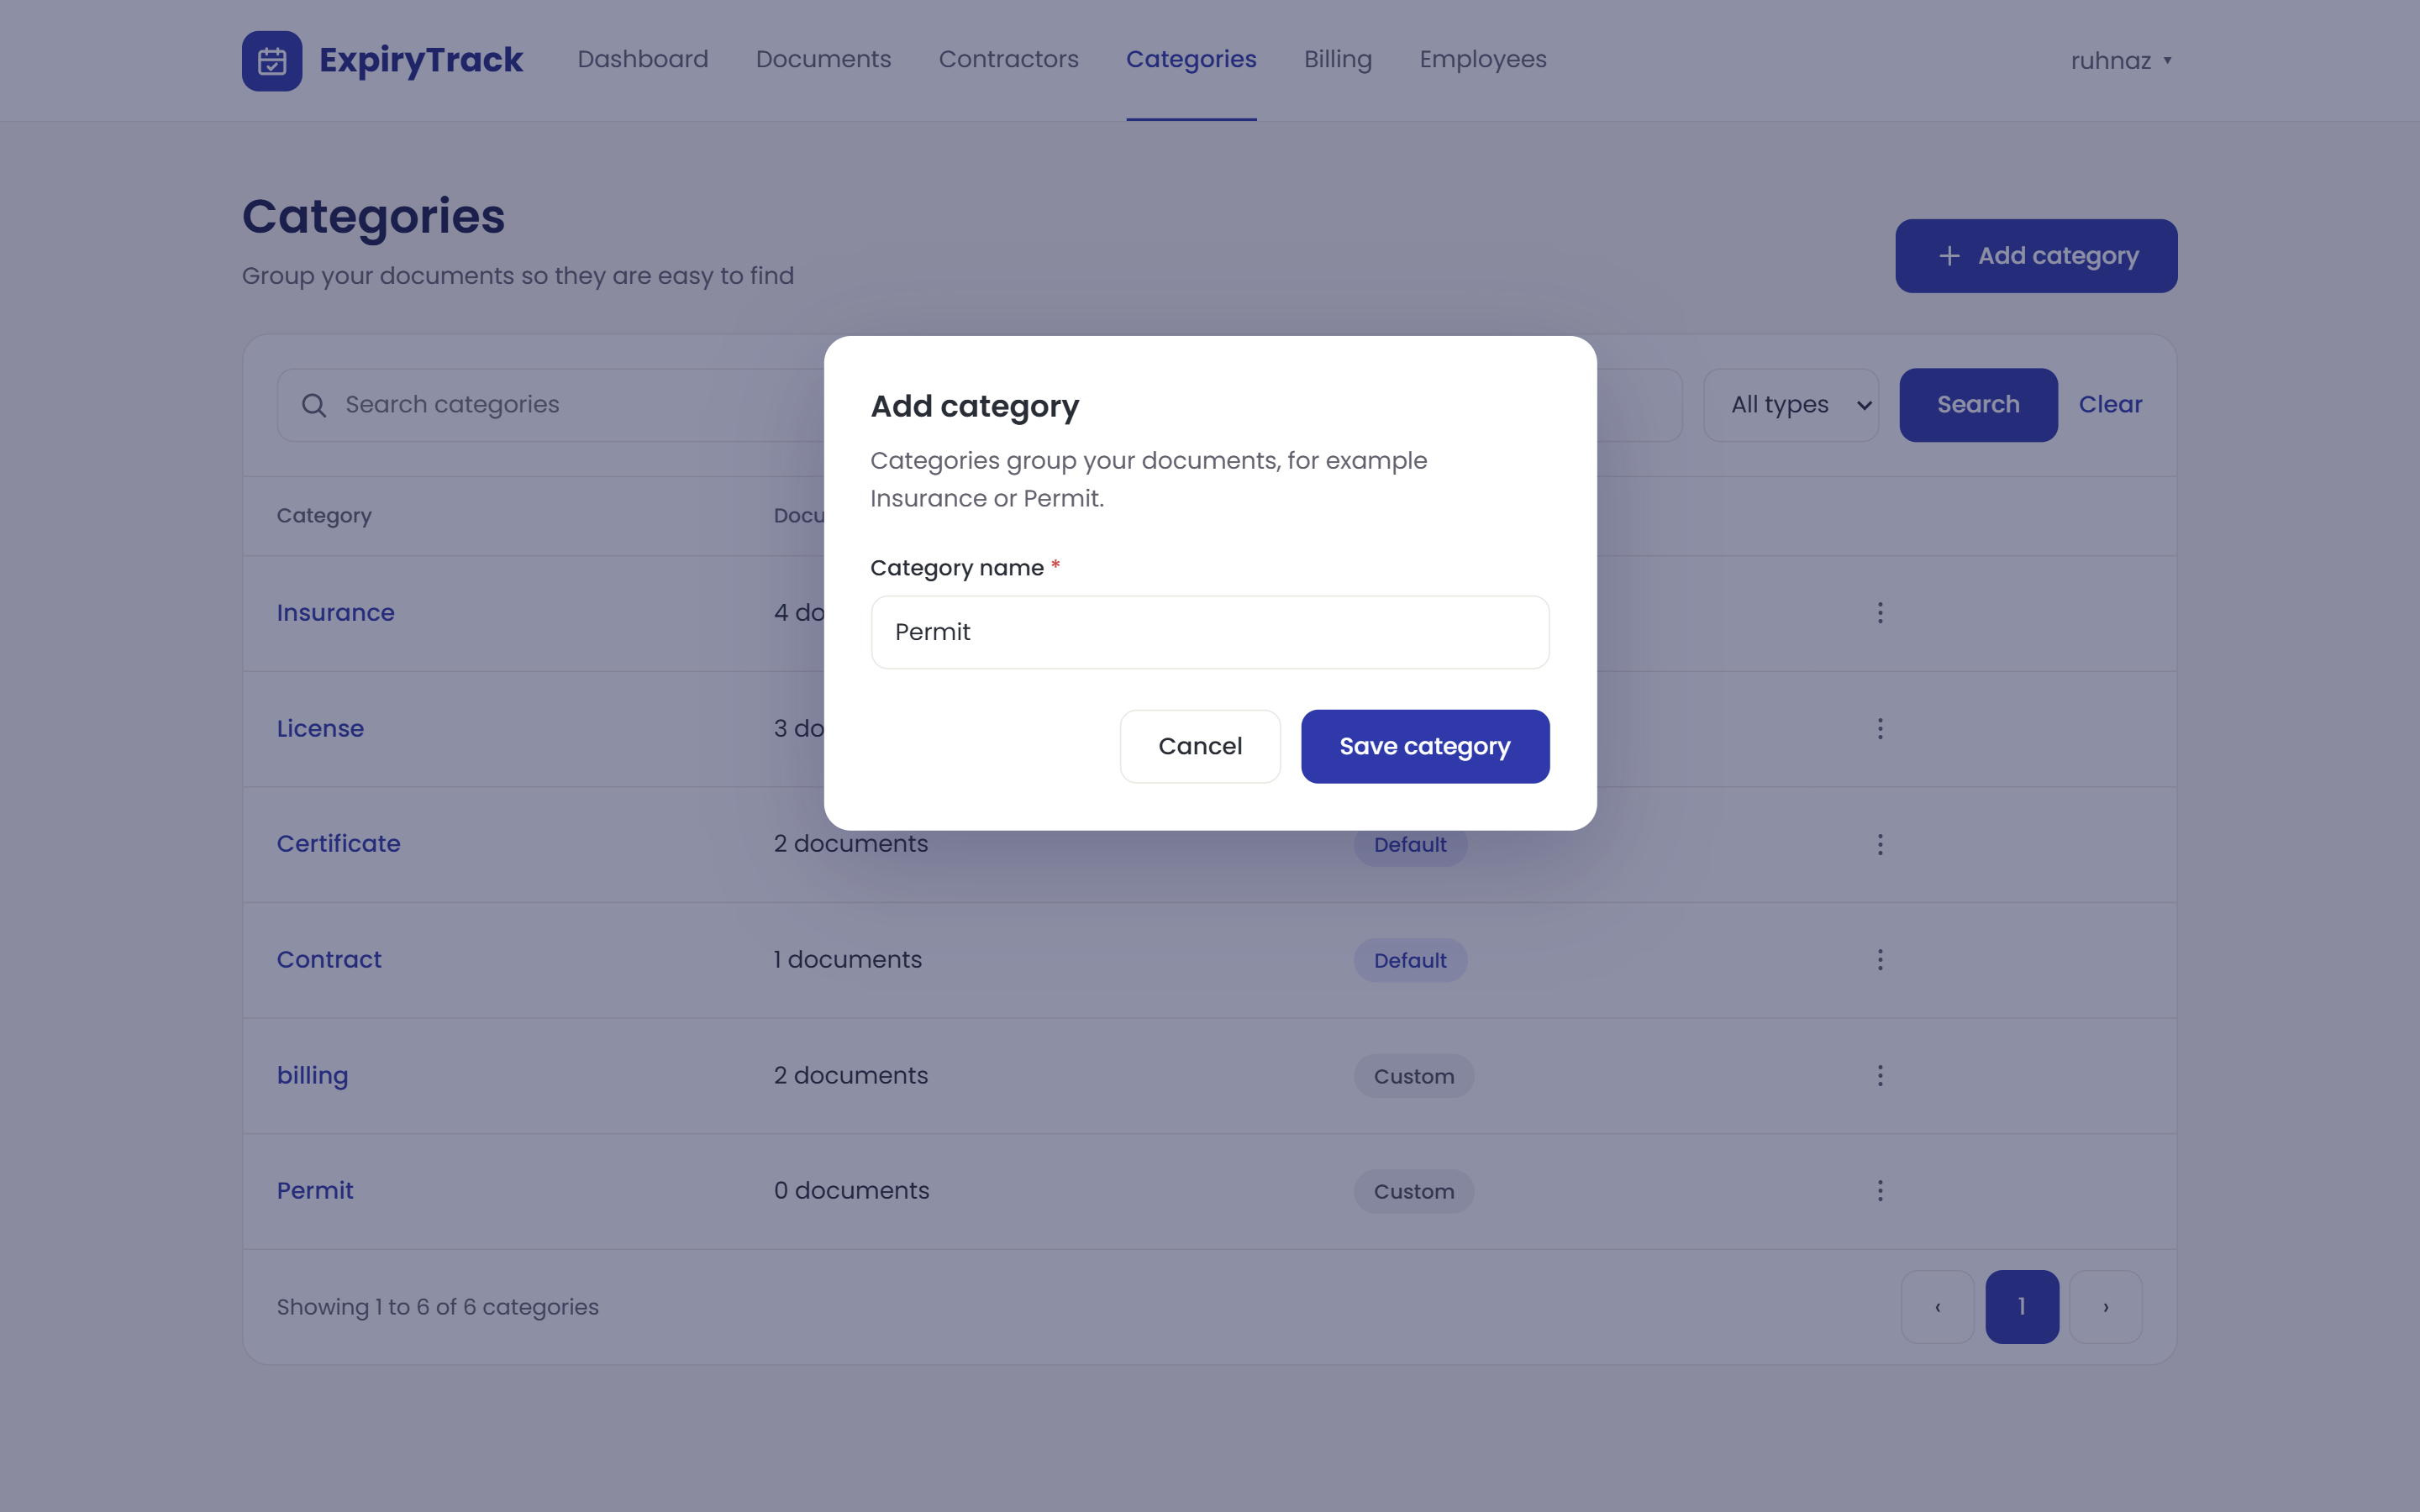 ExpiryTrack Dashboard Documents Contractors Categories Billing Employees ruhnaz
Categories
Group your documents so they are easy to find
+ Add category
Search categories All types Search Clear
Add category
Categories group your documents, for example
Insurance or Permit.
Category name *
Permit
Cancel Save category
Category
Insurance 4
License 3
Certificate 2 documents Default
Contract 1 documents Default
billing 2 documents Custom
Permit 0 documents Custom
Showing 1 to 6 of 6 categories ‹ 1 ›